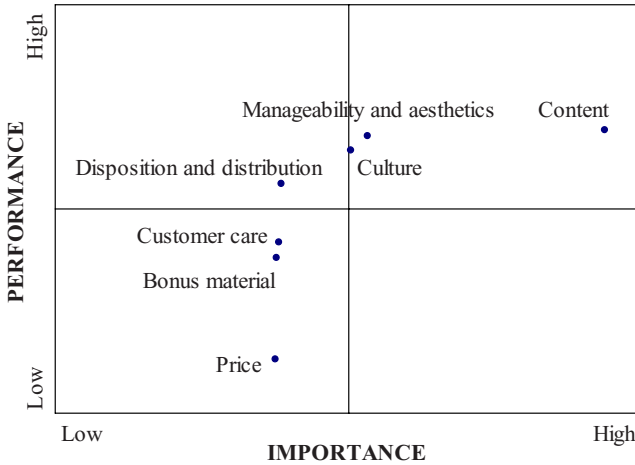 High
Manageability and aesthetics
Content
Disposition and distribution
Culture
PERFORMANCE
Customer care
Bonus material
Price
Low
Low
High
IMPORTANCE